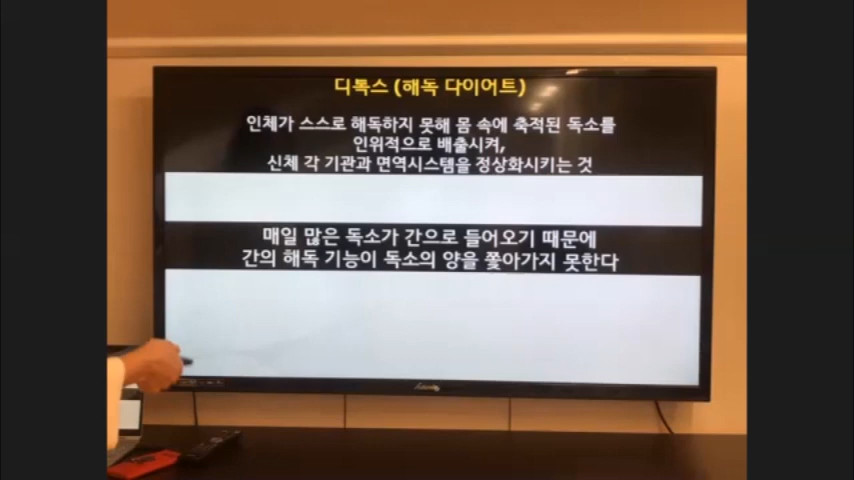 디톡스 (해독 다이어트)
인체가 스스로 해독하지 못해 몸 속에 축적된 독소를
인위적으로 배출시켜,
신체 각 기관과 면역시스템을 정상화시키는 것
매일 많은 독소가 간으로 들어오기 때문에
간의 해독 기능이 독소의 양을 쫓아가지 못한다